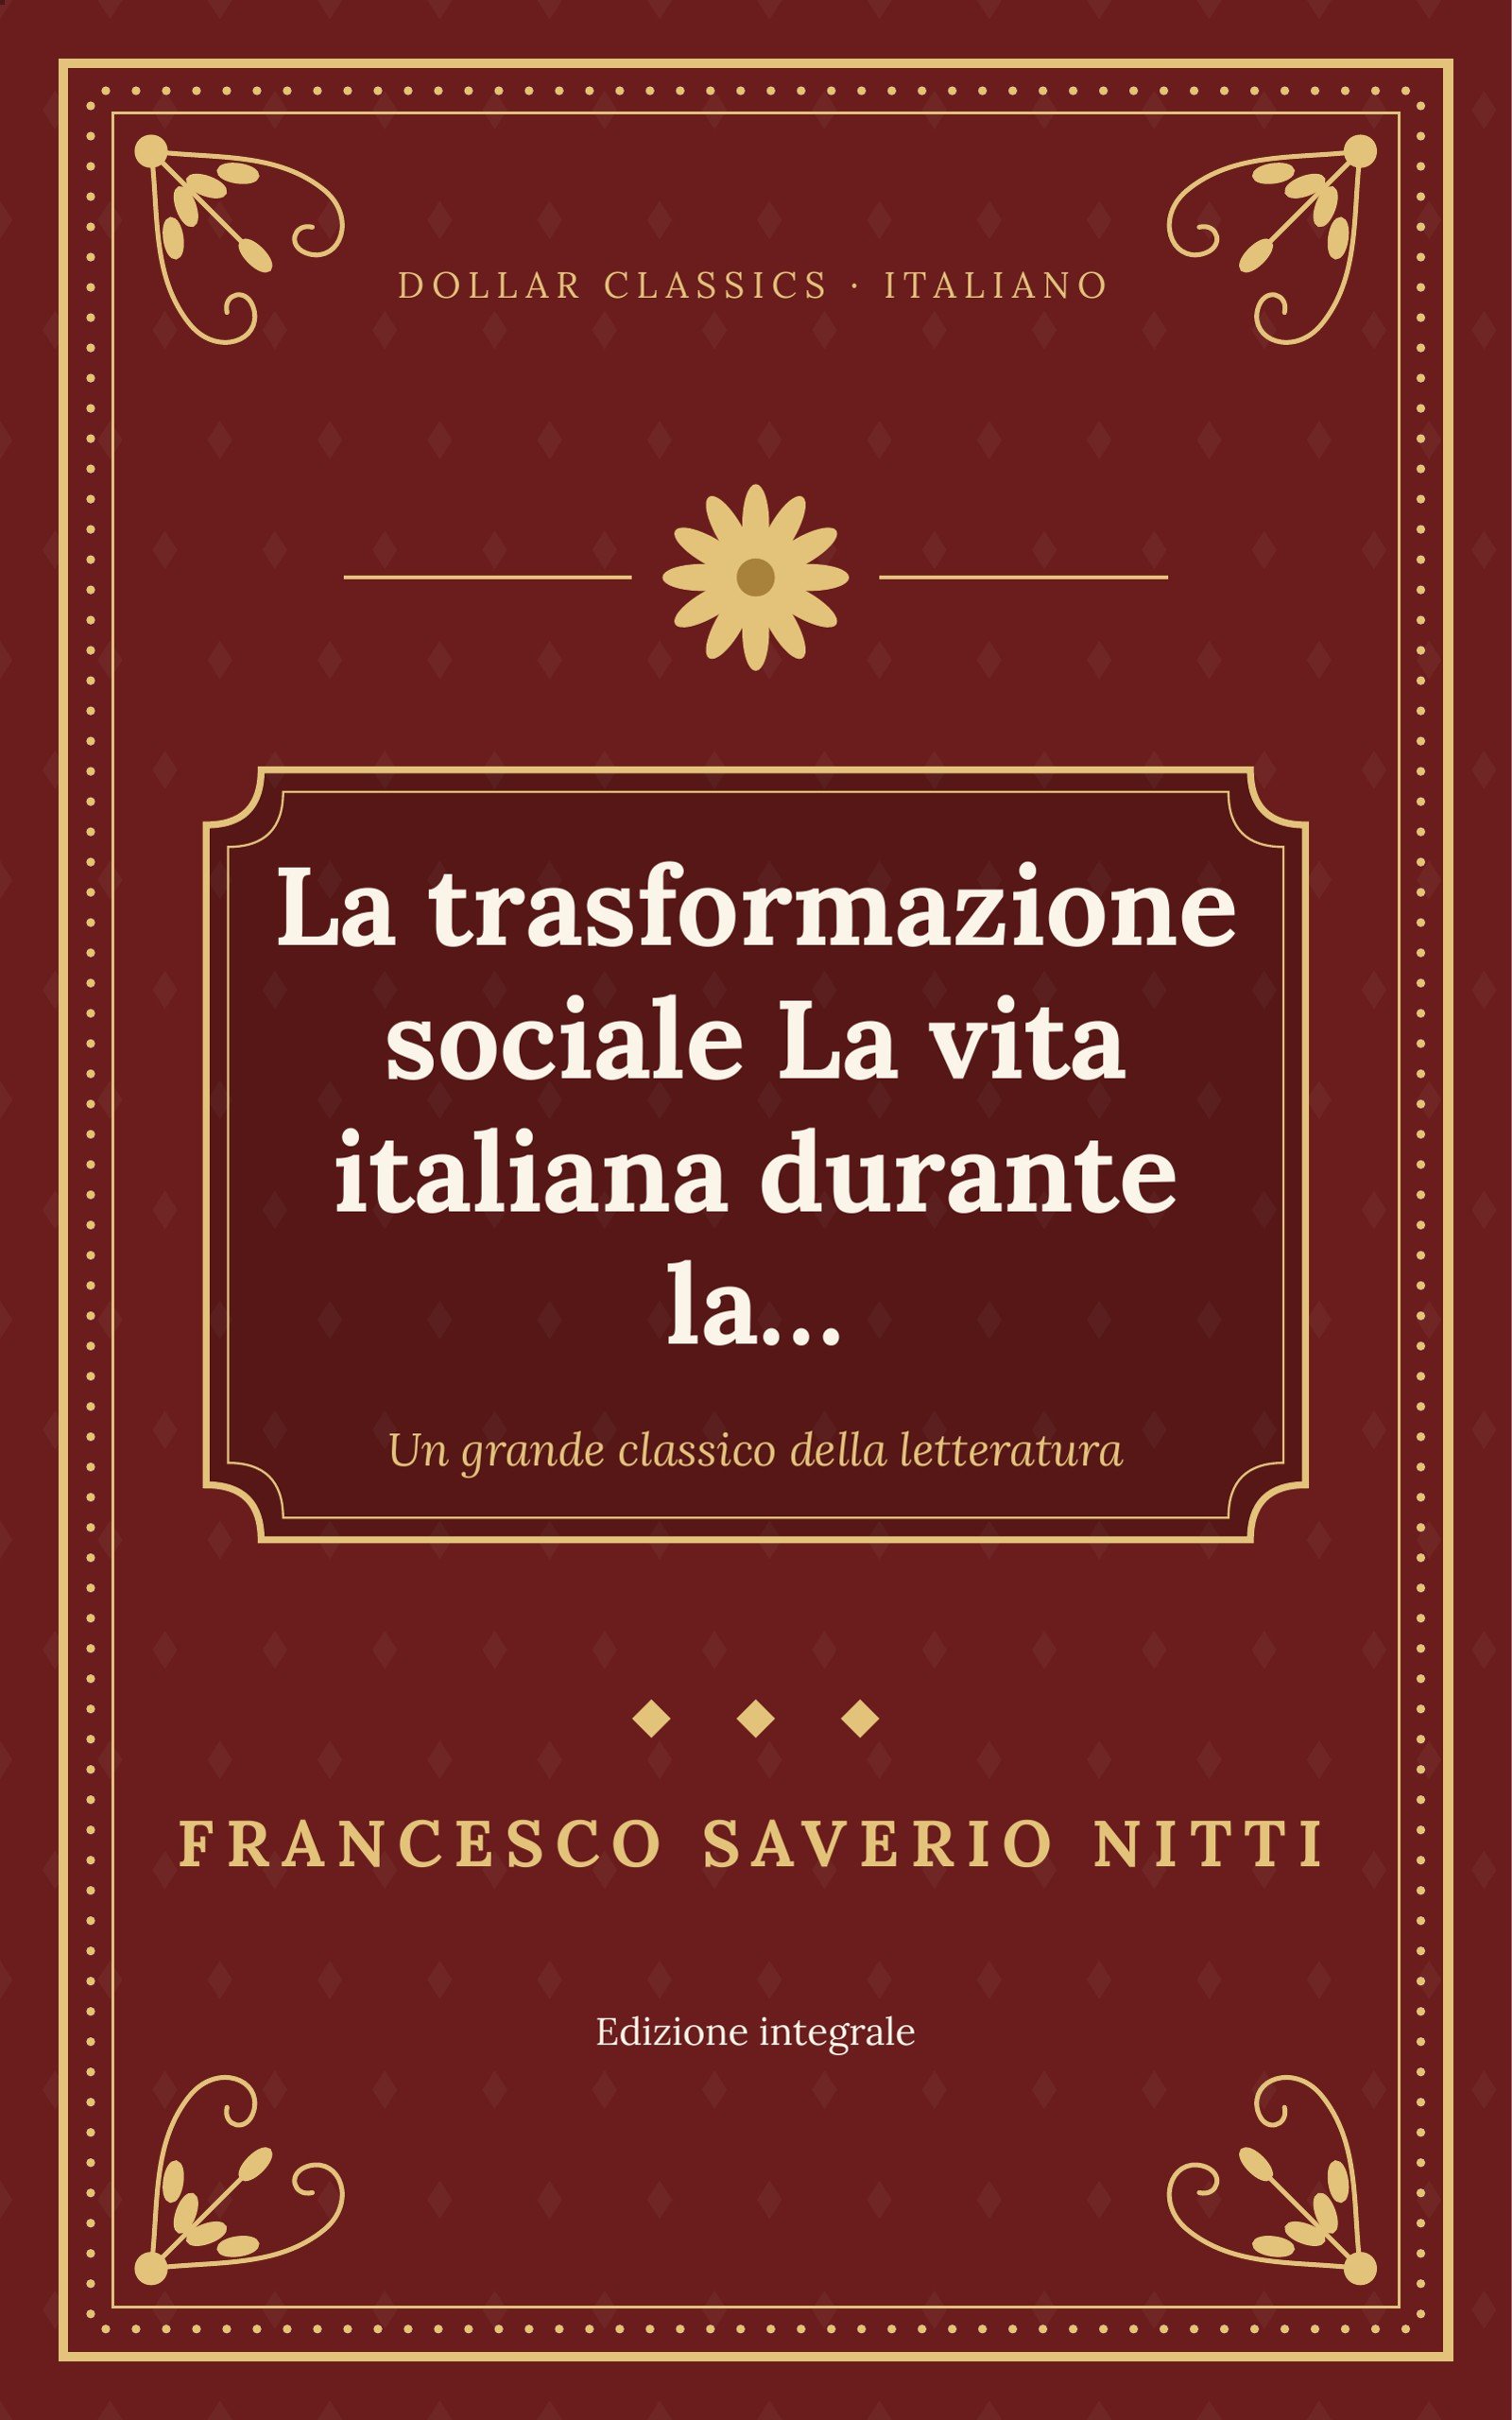 DOLLAR CLASSICS · ITALIANO
La trasformazione
sociale La vita
italiana durante
la...
Un grande classico della letteratura
FRANCESCO SAVERIO NITTI
Edizione integrale